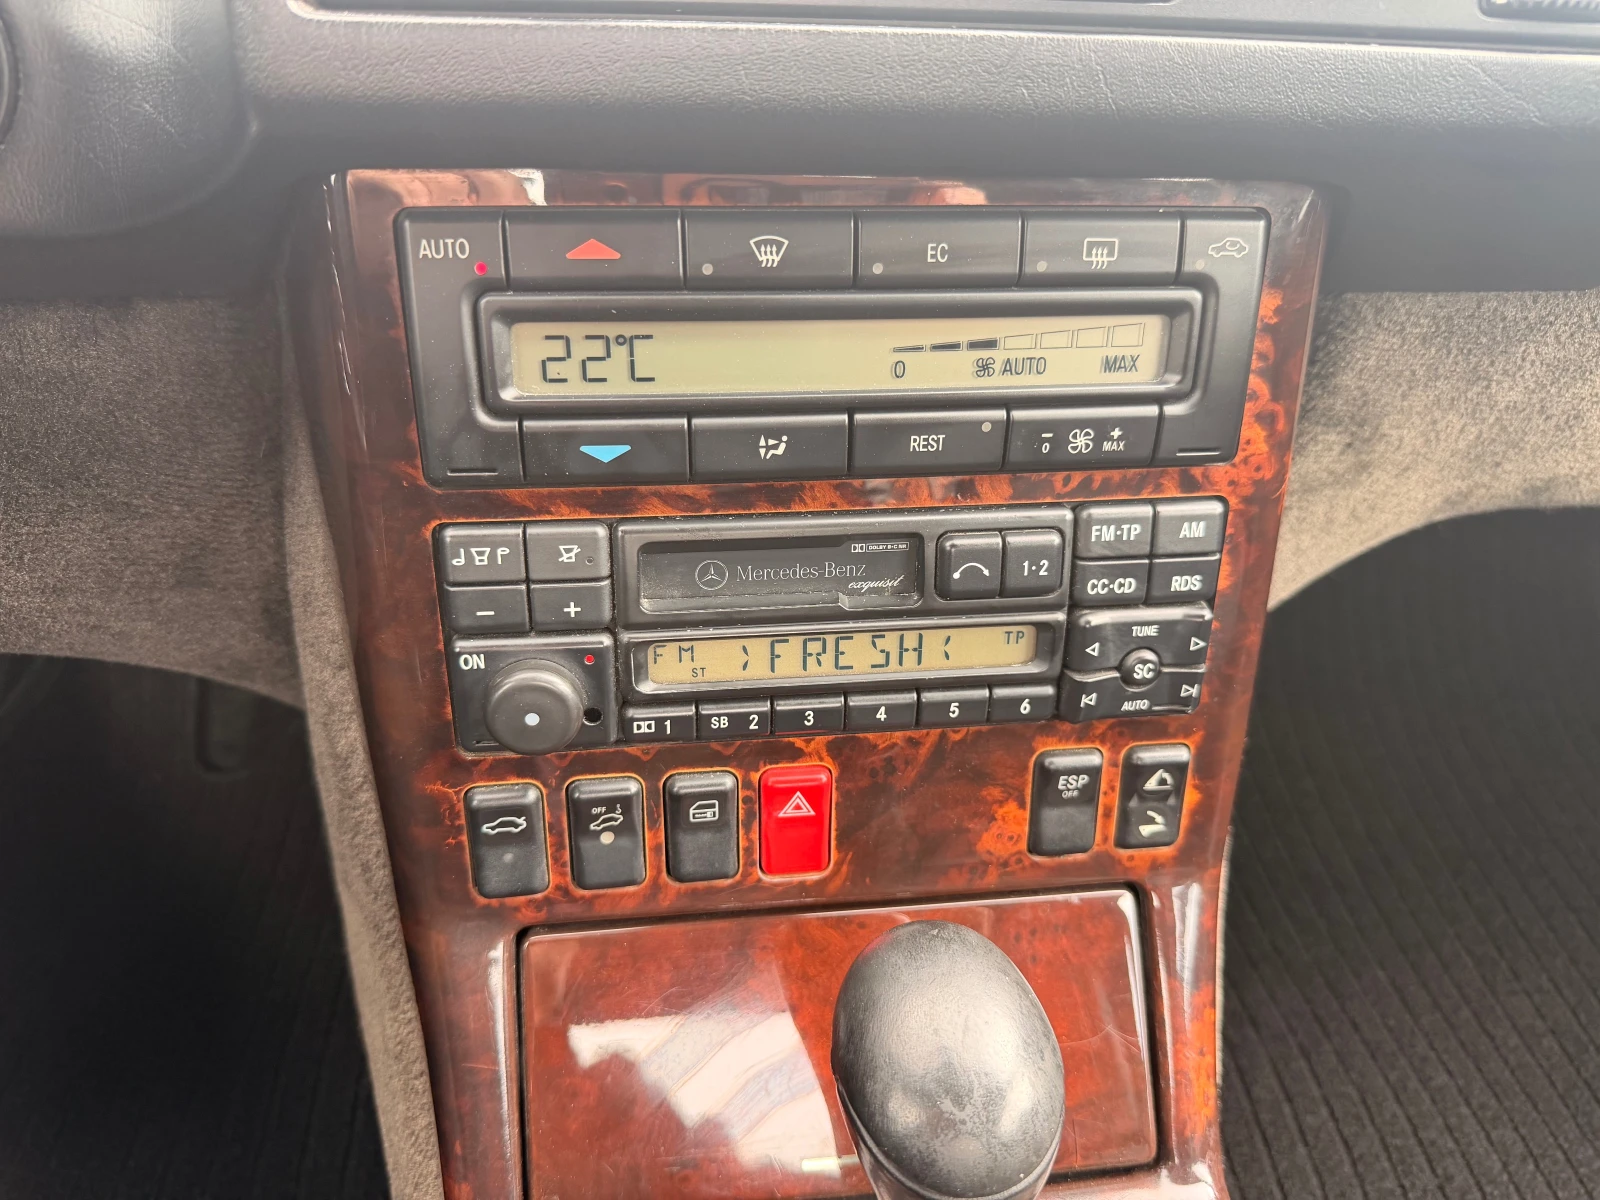 AUTO
EC
22°C
0 AUTO MAX
REST
- 0 + MAX
DOLBY B-C NR
Mercedes-Benz
exquisit
1·2
FM·TP
AM
CC·CD
RDS
- +
ON
FM ST >FRESH< TP
TUNE
SC
AUTO
1
SB 2
3
4
5
6
OFF
ESP
OFF